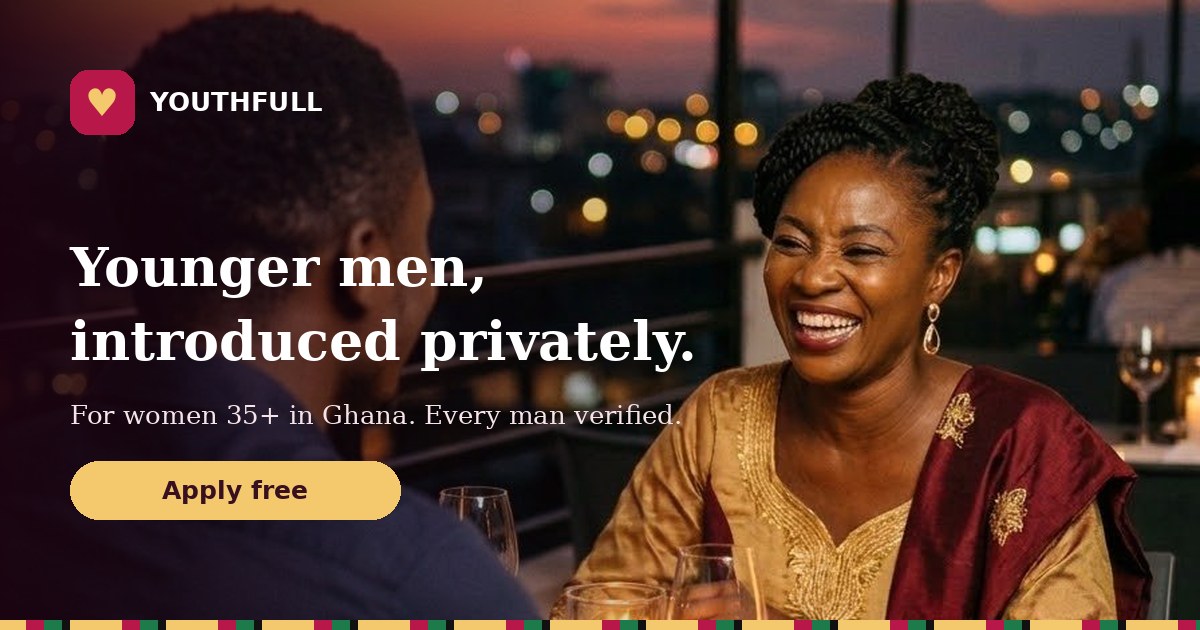 YOUTHFULL
Younger men,
introduced privately.
For women 35+ in Ghana. Every man verified.
Apply free